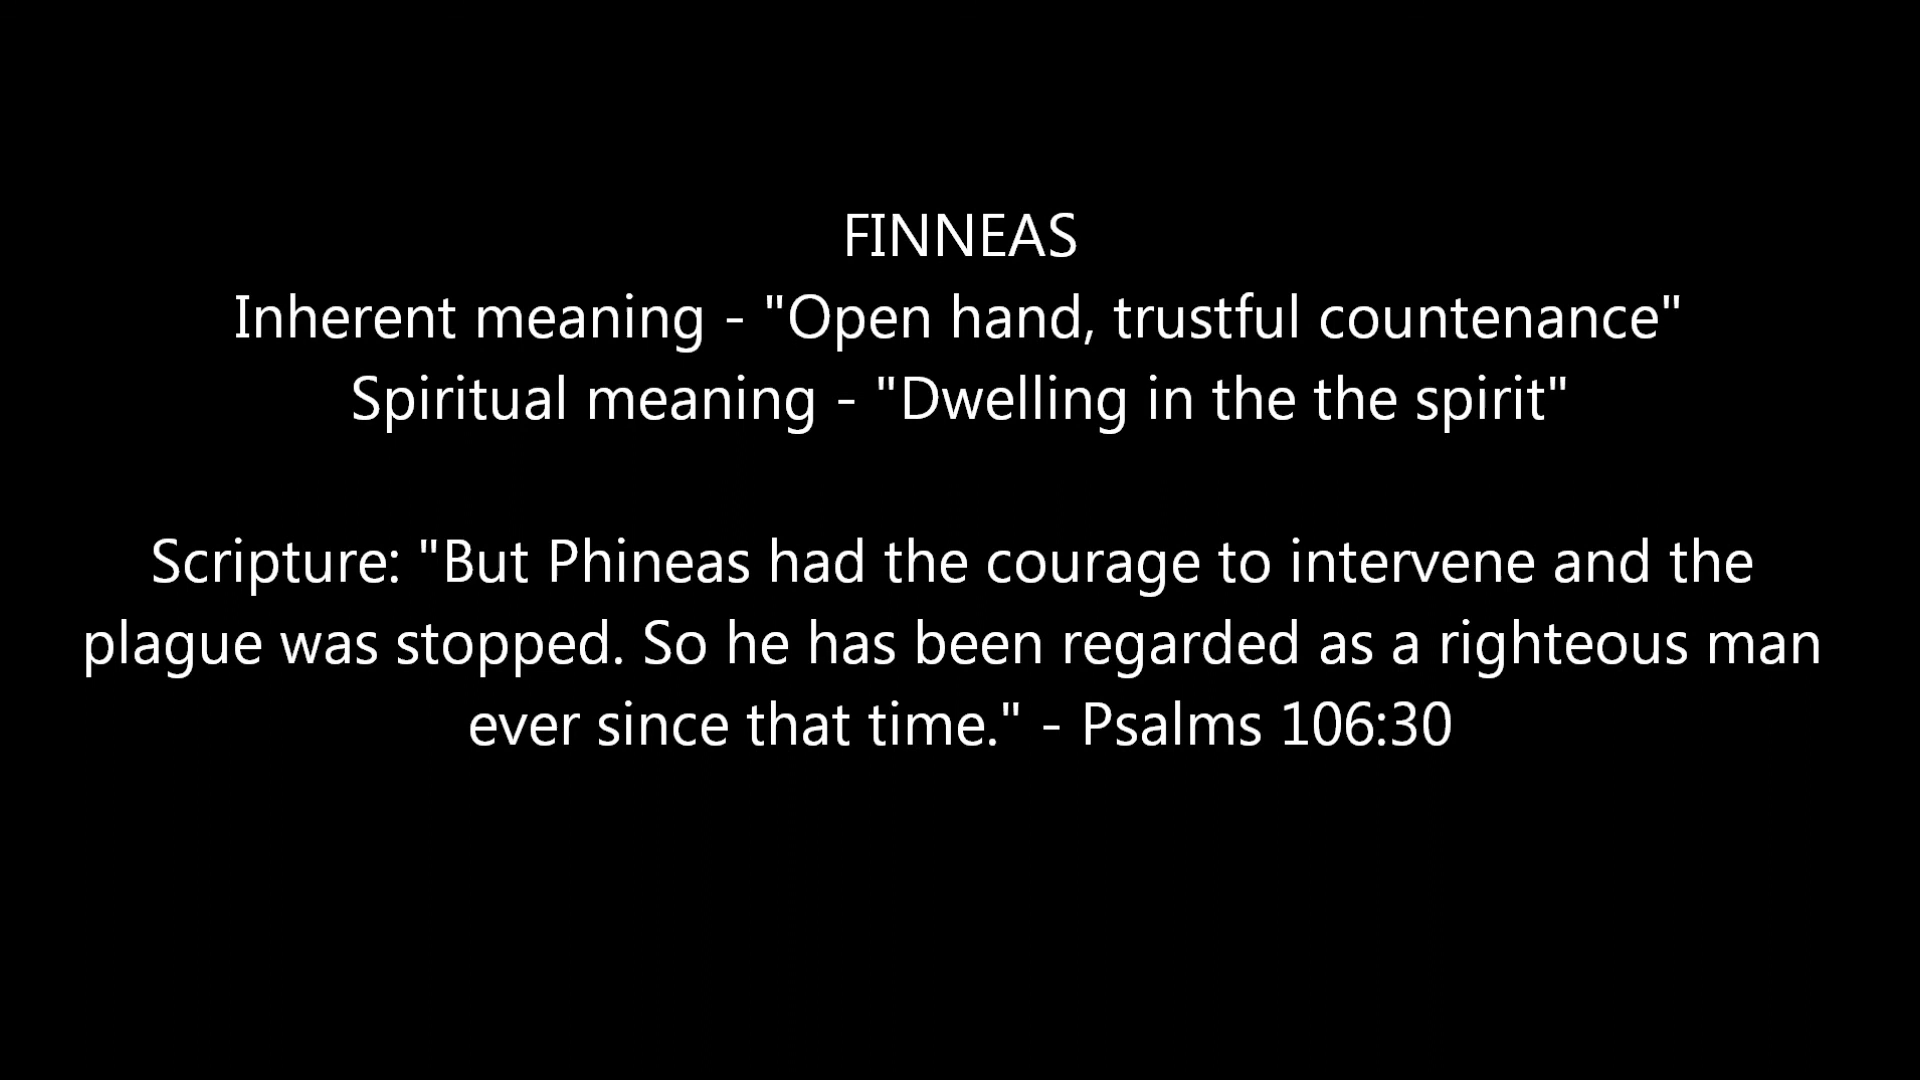 FINNEAS
Inherent meaning - "Open hand, trustful countenance"
Spiritual meaning - "Dwelling in the the spirit"
Scripture: "But Phineas had the courage to intervene and the
plague was stopped. So he has been regarded as a righteous man
ever since that time." - Psalms 106:30